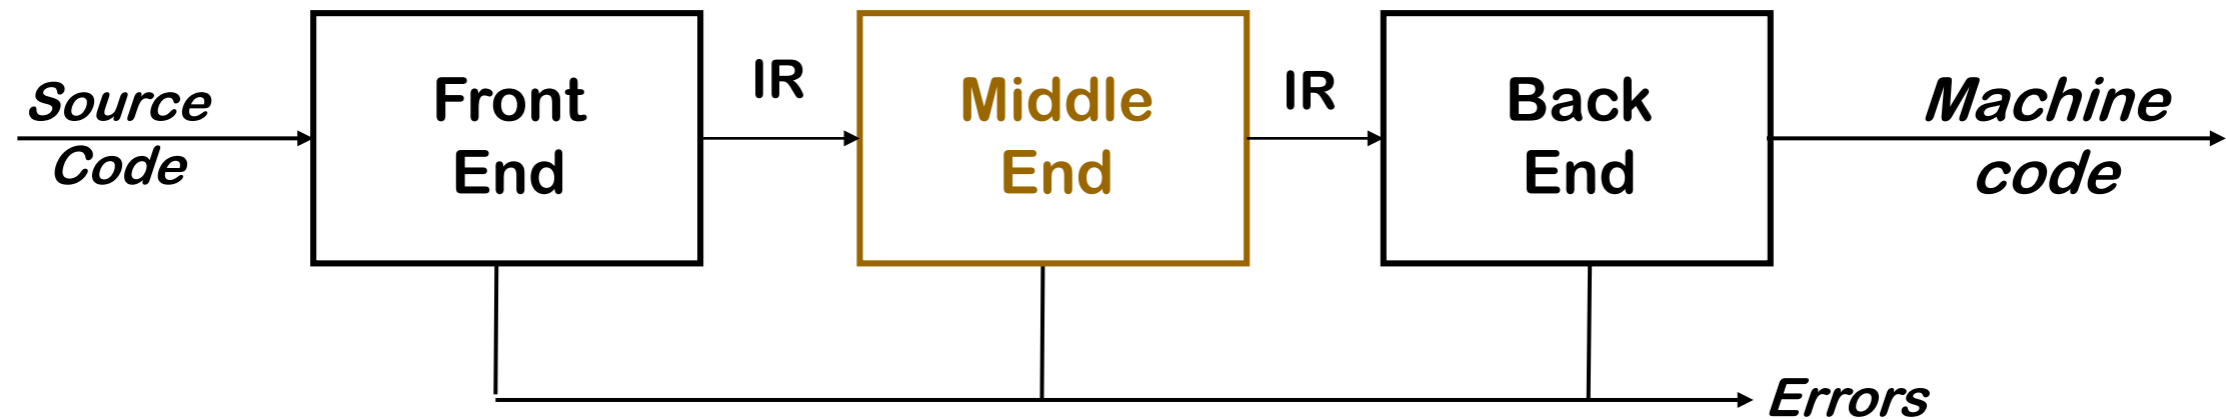 Source
Code
Front
End
IR
Middle
End
IR
Back
End
Machine
code
Errors